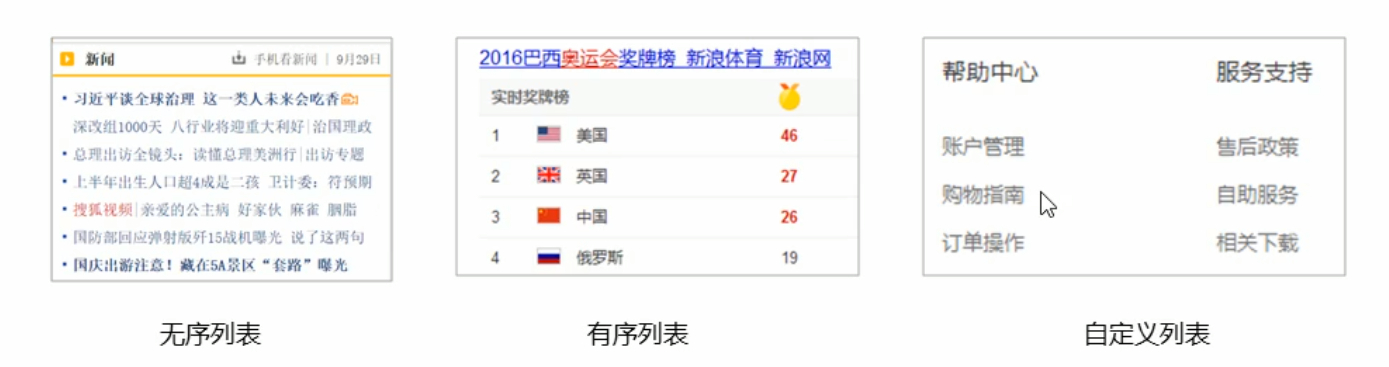 新闻 手机看新闻 | 9月29日
· 习近平谈全球治理 这一类人未来会吃香
深改组1000天 八行业将迎重大利好|治国理政
· 总理出访全镜头：读懂总理美洲行|出访专题
· 上半年出生人口超4成是二孩 卫计委：符预期
· 搜狐视频|亲爱的公主病 好家伙 麻雀 胭脂
· 国防部回应弹射版歼15战机曝光 说了这两句
· 国庆出游注意！藏在5A景区“套路”曝光
无序列表
2016巴西奥运会奖牌榜_新浪体育_新浪网
实时奖牌榜
1 美国 46
2 英国 27
3 中国 26
4 俄罗斯 19
有序列表
帮助中心 服务支持
账户管理 售后政策
购物指南 自助服务
订单操作 相关下载
自定义列表